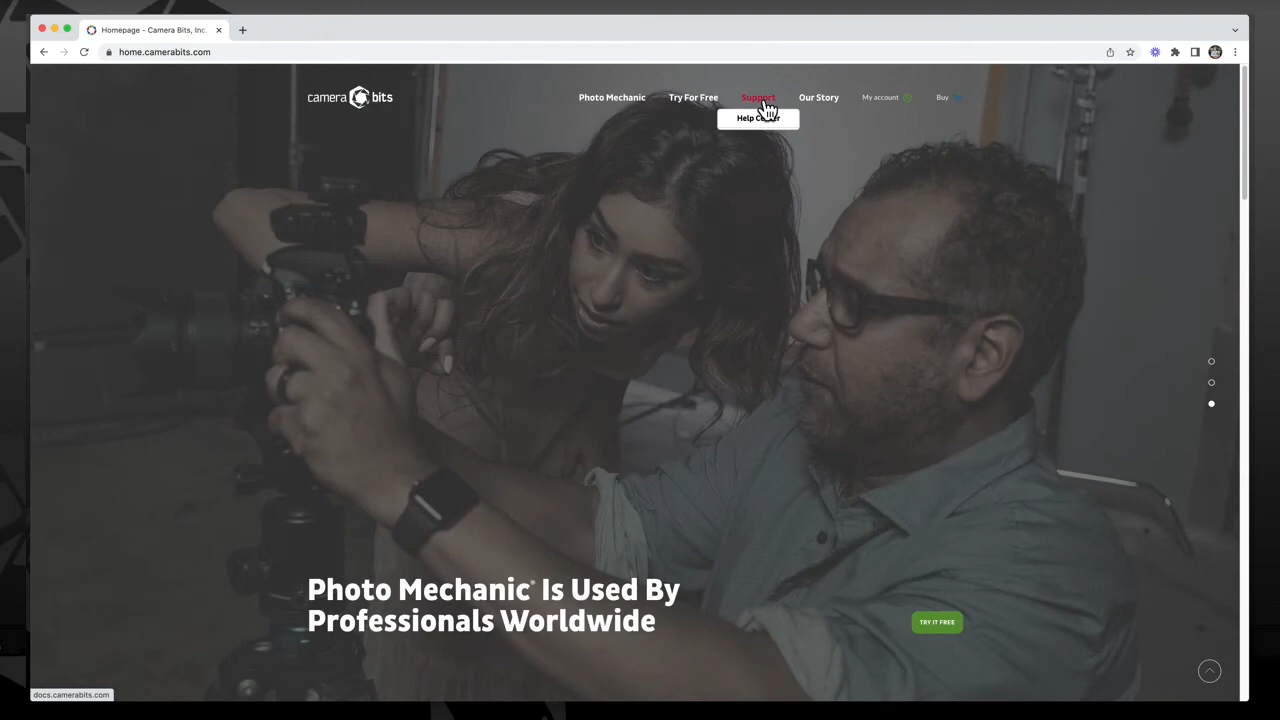 Homepage - Camera Bits, Inc.
home.camerabits.com
camera bits
Photo Mechanic
Try For Free
Support
Our Story
My account
Buy
Help
Photo Mechanic® Is Used By
Professionals Worldwide
TRY IT FREE
docs.camerabits.com